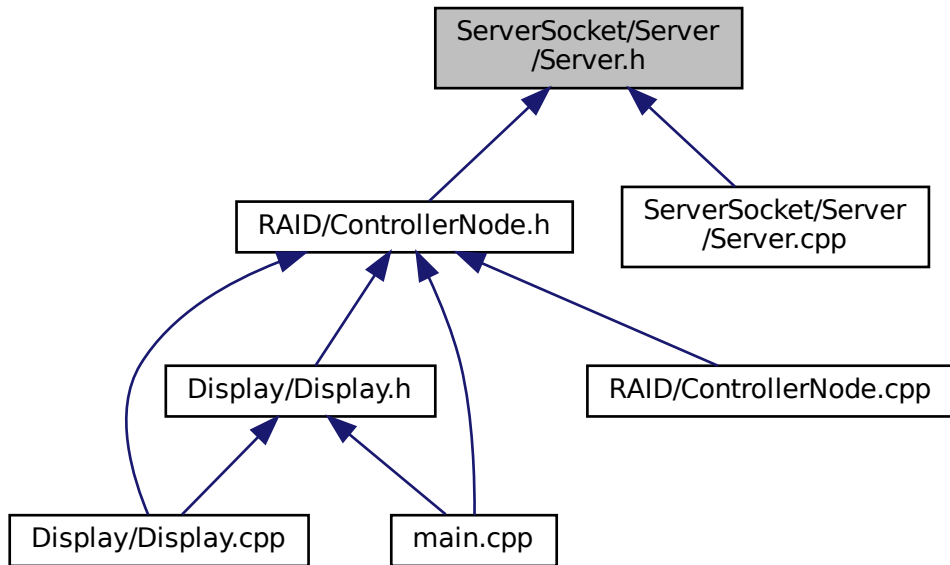 ServerSocket/Server
/Server.h
RAID/ControllerNode.h
ServerSocket/Server
/Server.cpp
Display/Display.h
RAID/ControllerNode.cpp
Display/Display.cpp
main.cpp